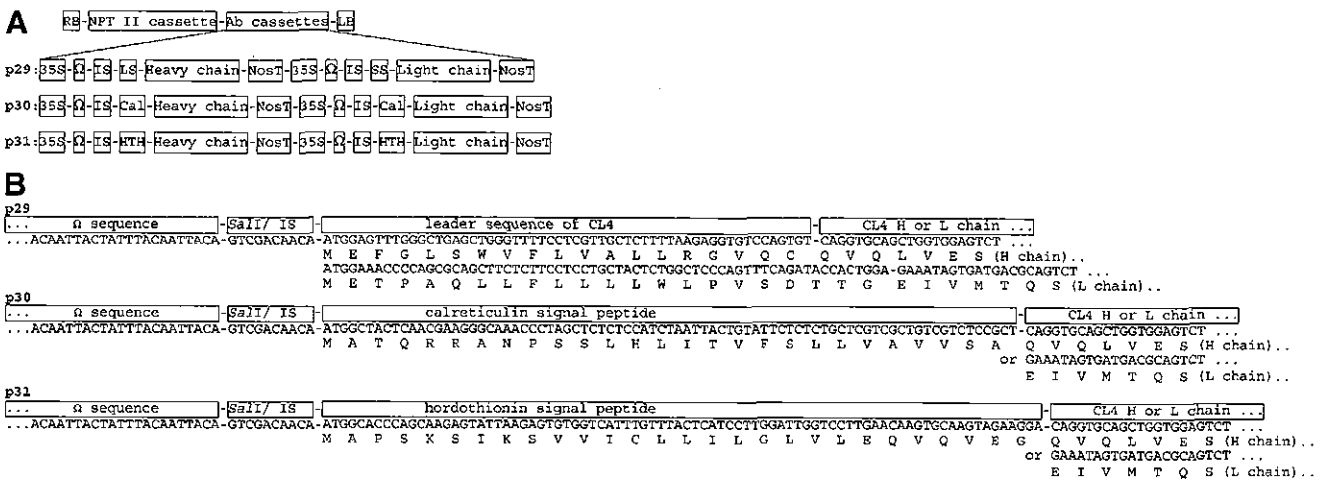 A
RB-NPT II cassette-Ab cassettes-LB
p29:35S-Ω-IS-LS-Heavy chain-NosT-35S-Ω-IS-SS-Light chain-NosT
p30:35S-Ω-IS-Cal-Heavy chain-NosT-35S-Ω-IS-Cal-Light chain-NosT
p31:35S-Ω-IS-HTH-Heavy chain-NosT-35S-Ω-IS-HTH-Light chain-NosT
B
p29
... Ω sequence -SalI/ IS - leader sequence of CL4 - CL4 H or L chain ...
...ACAATTACTATTTACAATTACA-GTCGACAACA-ATGGAGTTTGGGCTGAGCTGGGTTTTCCTCGTTGCTCTTTTAAGAGGTGTCCAGTGT-CAGGTGCAGCTGGTGGAGTCT ...
M E F G L S W V F L V A L L R G V Q C Q V Q L V E S (H chain)..
ATGGAAACCCCAGCGCAGCTTCTCTTCCTCCTGCTACTCTGGCTCCCAGTTTCAGATACCACTGGA-GAAATAGTGATGACGCAGTCT ...
M E T P A Q L L F L L L L W L P V S D T T G E I V M T Q S (L chain)..
p30
... Ω sequence -SalI/ IS - calreticulin signal peptide - CL4 H or L chain ...
...ACAATTACTATTTACAATTACA-GTCGACAACA-ATGGCTACTCAACGAAGGGCAAACCCTAGCTCTCTCCATCTAATTACTGTATTCTCTCTGCTCGTCGCTGTCGTCTCCGCT-CAGGTGCAGCTGGTGGAGTCT ...
M A T Q R R A N P S S L H L I T V F S L L V A V V S A Q V Q L V E S (H chain)..
or GAAATAGTGATGACGCAGTCT ...
E I V M T Q S (L chain)..
p31
... Ω sequence -SalI/ IS - hordothionin signal peptide - CL4 H or L chain ...
...ACAATTACTATTTACAATTACA-GTCGACAACA-ATGGCACCCAGCAAGAGTATTAAGAGTGTGGTCATTTGTTTACTCATCCTTGGATTGGTCCTTGAACAAGTGCAAGTAGAAGGA-CAGGTGCAGCTGGTGGAGTCT ...
M A P S K S I K S V V I C L L I L G L V L E Q V Q V E G Q V Q L V E S (H chain)..
or GAAATAGTGATGACGCAGTCT ...
E I V M T Q S (L chain)..